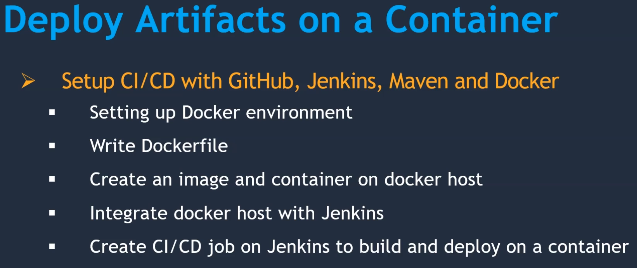 Deploy Artifacts on a Container
➢ Setup CI/CD with GitHub, Jenkins, Maven and Docker
▪ Setting up Docker environment
▪ Write Dockerfile
▪ Create an image and container on docker host
▪ Integrate docker host with Jenkins
▪ Create CI/CD job on Jenkins to build and deploy on a container